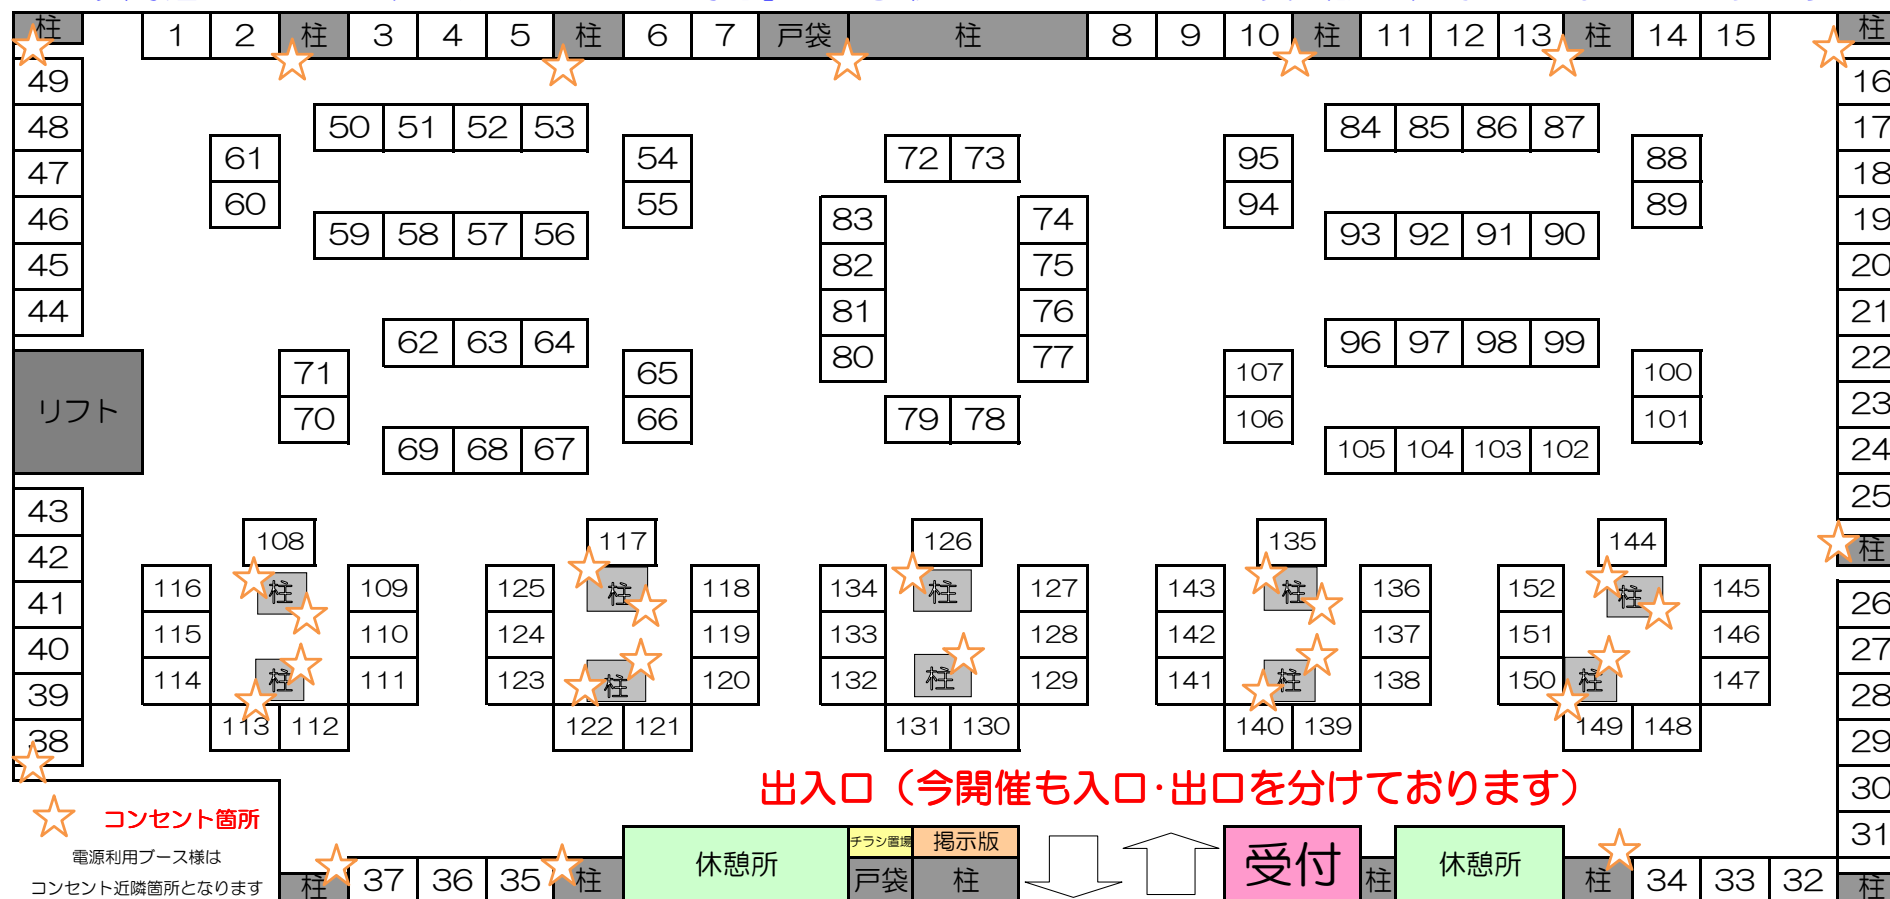 柱 1 2 柱 3 4 5 柱 6 7 戸袋 柱 8 9 10 柱 11 12 13 柱 14 15 柱
49 16
48 50 51 52 53 84 85 86 87 17
47 61 54 72 73 95 88 18
46 60 55 83 74 94 89 19
59 58 57 56 93 92 91 90
45 82 75 20
44 81 76 21
62 63 64 80 77 96 97 98 99 22
71 65 107 100
リフト 70 66 79 78 106 101 23
69 68 67 105 104 103 102 24
43 25
42 108 117 126 135 144 柱
41 116 柱 109 125 柱 118 134 柱 127 143 柱 136 152 柱 145 26
40 115 110 124 119 133 128 142 137 151 146 27
39 114 柱 111 123 柱 120 132 柱 129 141 柱 138 150 柱 147 28
38 113 112 122 121 131 130 140 139 149 148 29
出入口（今開催も入口・出口を分けております）
30
コンセント箇所
電源利用ブース様は
コンセント近隣箇所となります
チラシ置場 掲示版 31
休憩所 受付 休憩所
柱 37 36 35 柱 戸袋 柱 柱 柱 34 33 32 柱